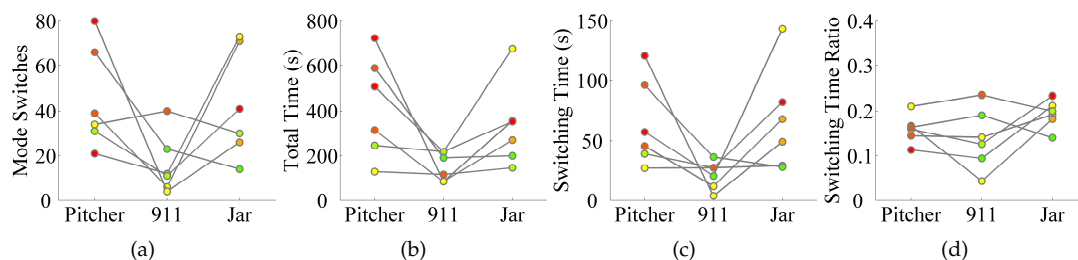 Mode Switches
80
60
40
20
0
Pitcher 911 Jar
(a)
Total Time (s)
800
600
400
200
0
Pitcher 911 Jar
(b)
Switching Time (s)
150
100
50
0
Pitcher 911 Jar
(c)
Switching Time Ratio
0.4
0.3
0.2
0.1
0
Pitcher 911 Jar
(d)